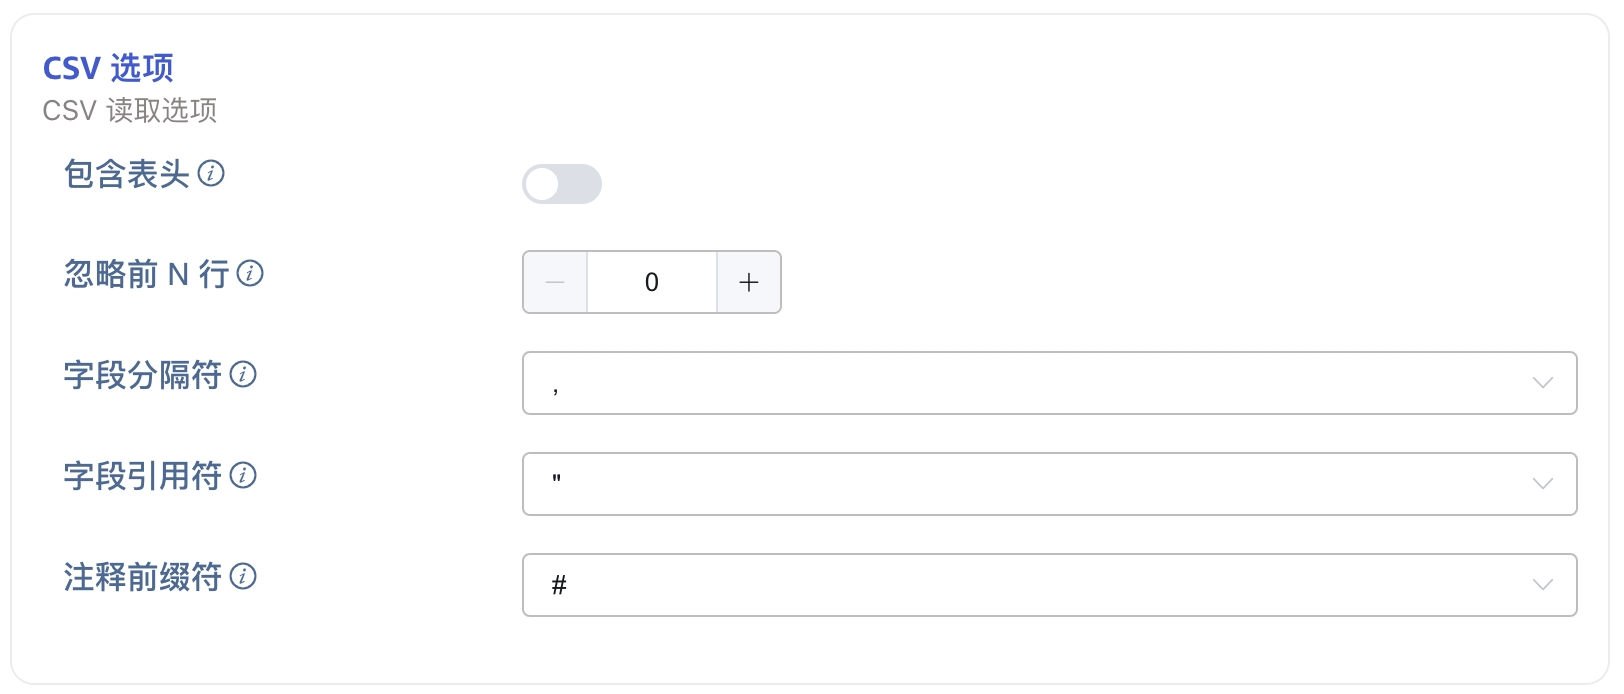 CSV 选项
CSV 读取选项
包含表头
忽略前 N 行
0
字段分隔符
,
字段引用符
"
注释前缀符
#